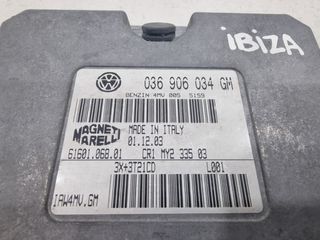 036 906 034 GM
IBIZA
BENZIN 4MV 005 5159
MAGNETI MARELLI
MADE IN ITALY
01.12.03
61601.068.01 CR1 MY2 335 03
3X+3T21CD L001
IAW4MV.GM